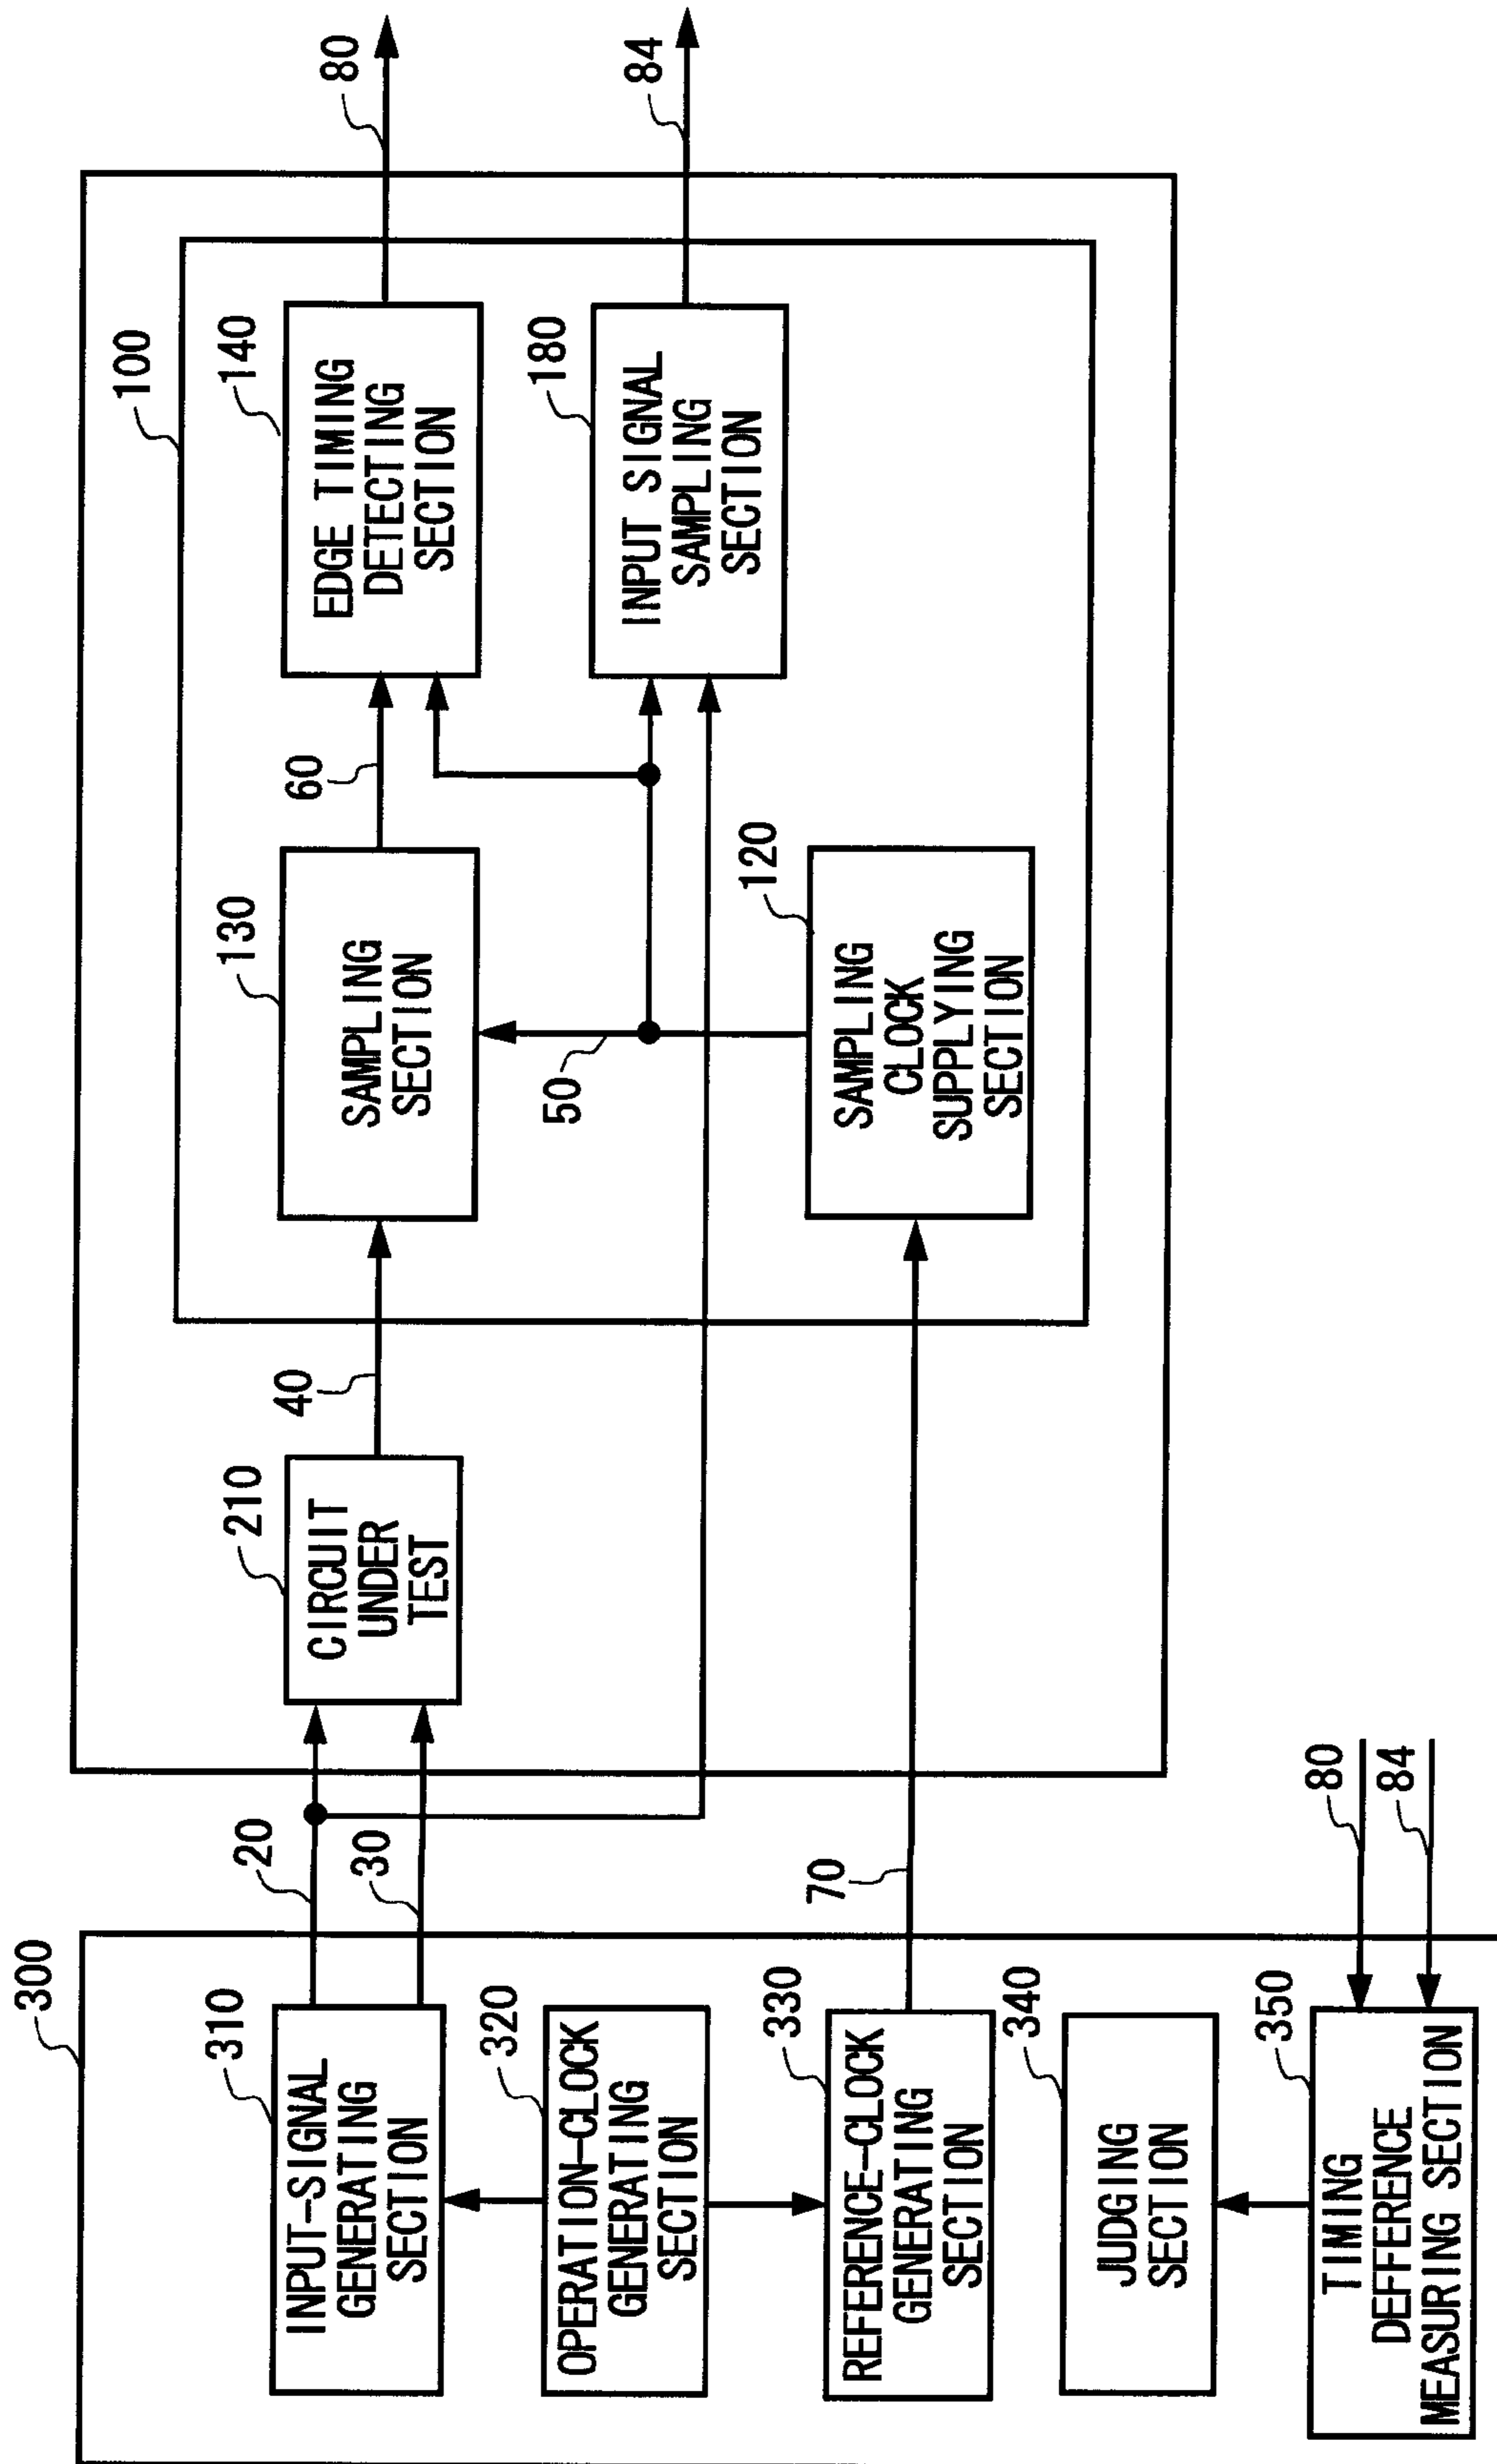 300
310
INPUT-SIGNAL
GENERATING
SECTION
320
OPERATION-CLOCK
GENERATING
SECTION
330
REFERENCE-CLOCK
GENERATING
SECTION
340
JUDGING
SECTION
350
TIMING
DEFFERENCE
MEASURING SECTION
20
30
70
80
84
210
CIRCUIT
UNDER
TEST
40
100
130
SAMPLING
SECTION
50
120
SAMPLING
CLOCK
SUPPLYING
SECTION
60
140
EDGE TIMING
DETECTING
SECTION
180
INPUT SIGNAL
SAMPLING
SECTION
80
84